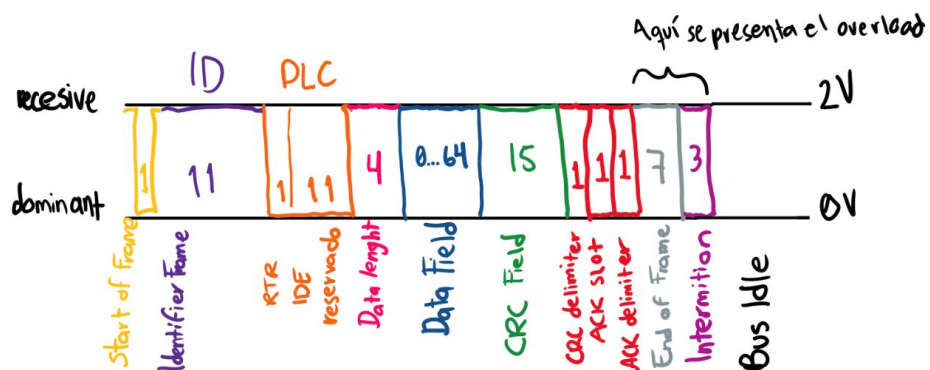 Aquí se presenta el overload
ID
DLC
recesive
2V
1
11
1
11
4
0...64
15
1
1
1
7
3
dominant
0V
Start of Frame
Identifier Frame
RTR
IDE
reservado
Data lenght
Data Field
CRC Field
CRC delimiter
ACK slot
ACK delimiter
End of Frame
Intermition
Bus Idle